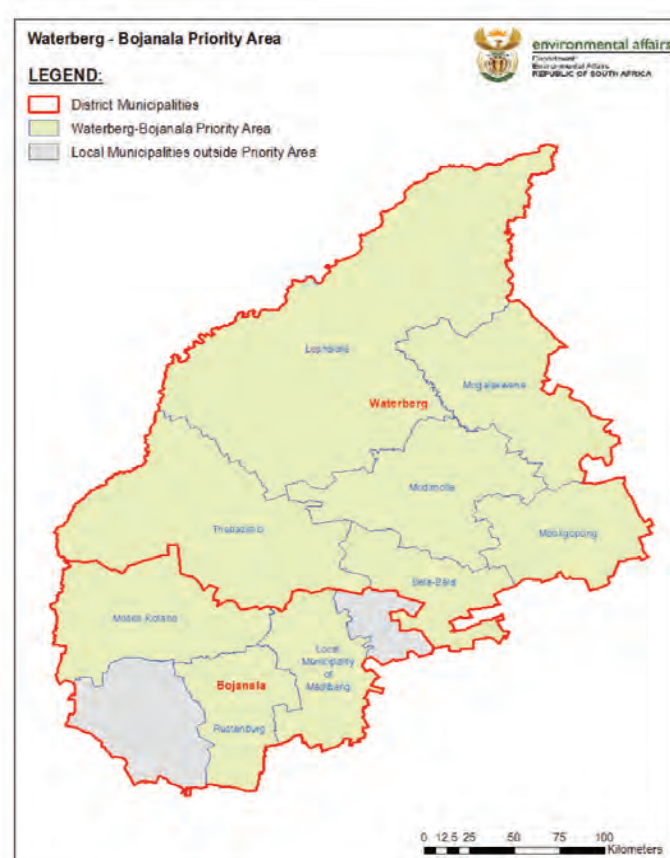 Waterberg - Bojanala Priority Area
environmental affairs
Department:
Environmental Affairs
REPUBLIC OF SOUTH AFRICA
LEGEND:
District Municipalities
Waterberg-Bojanala Priority Area
Local Municipalities outside Priority Area
Lephalale
Mogalakwena
Waterberg
Modimolle
Thabazimbi
Mookgopong
Bela-Bela
Moses Kotane
Local
Municipality
of
Madibeng
Bojanala
Rustenburg
0 12.5 25 50 75 100
Kilometers